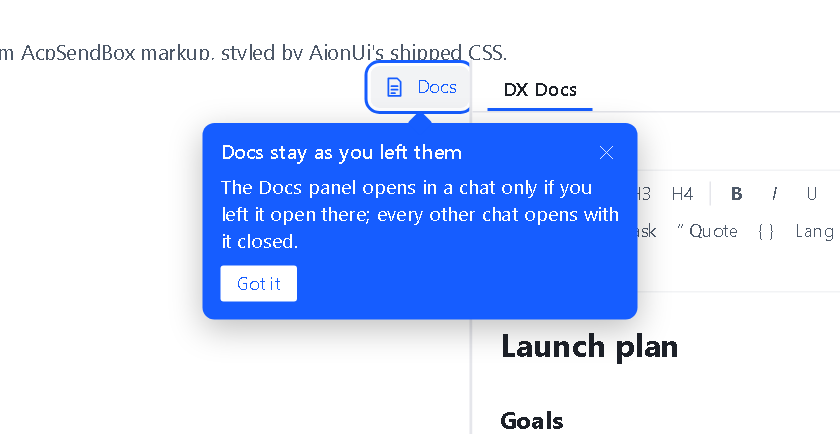 m AcpSendBox markup, styled by AionUi's shipped CSS.
Docs
DX Docs
Docs stay as you left them
The Docs panel opens in a chat only if you
left it open there; every other chat opens with
it closed.
Got it
H3 H4 B I U
ask " Quote { } Lang
Launch plan
Goals